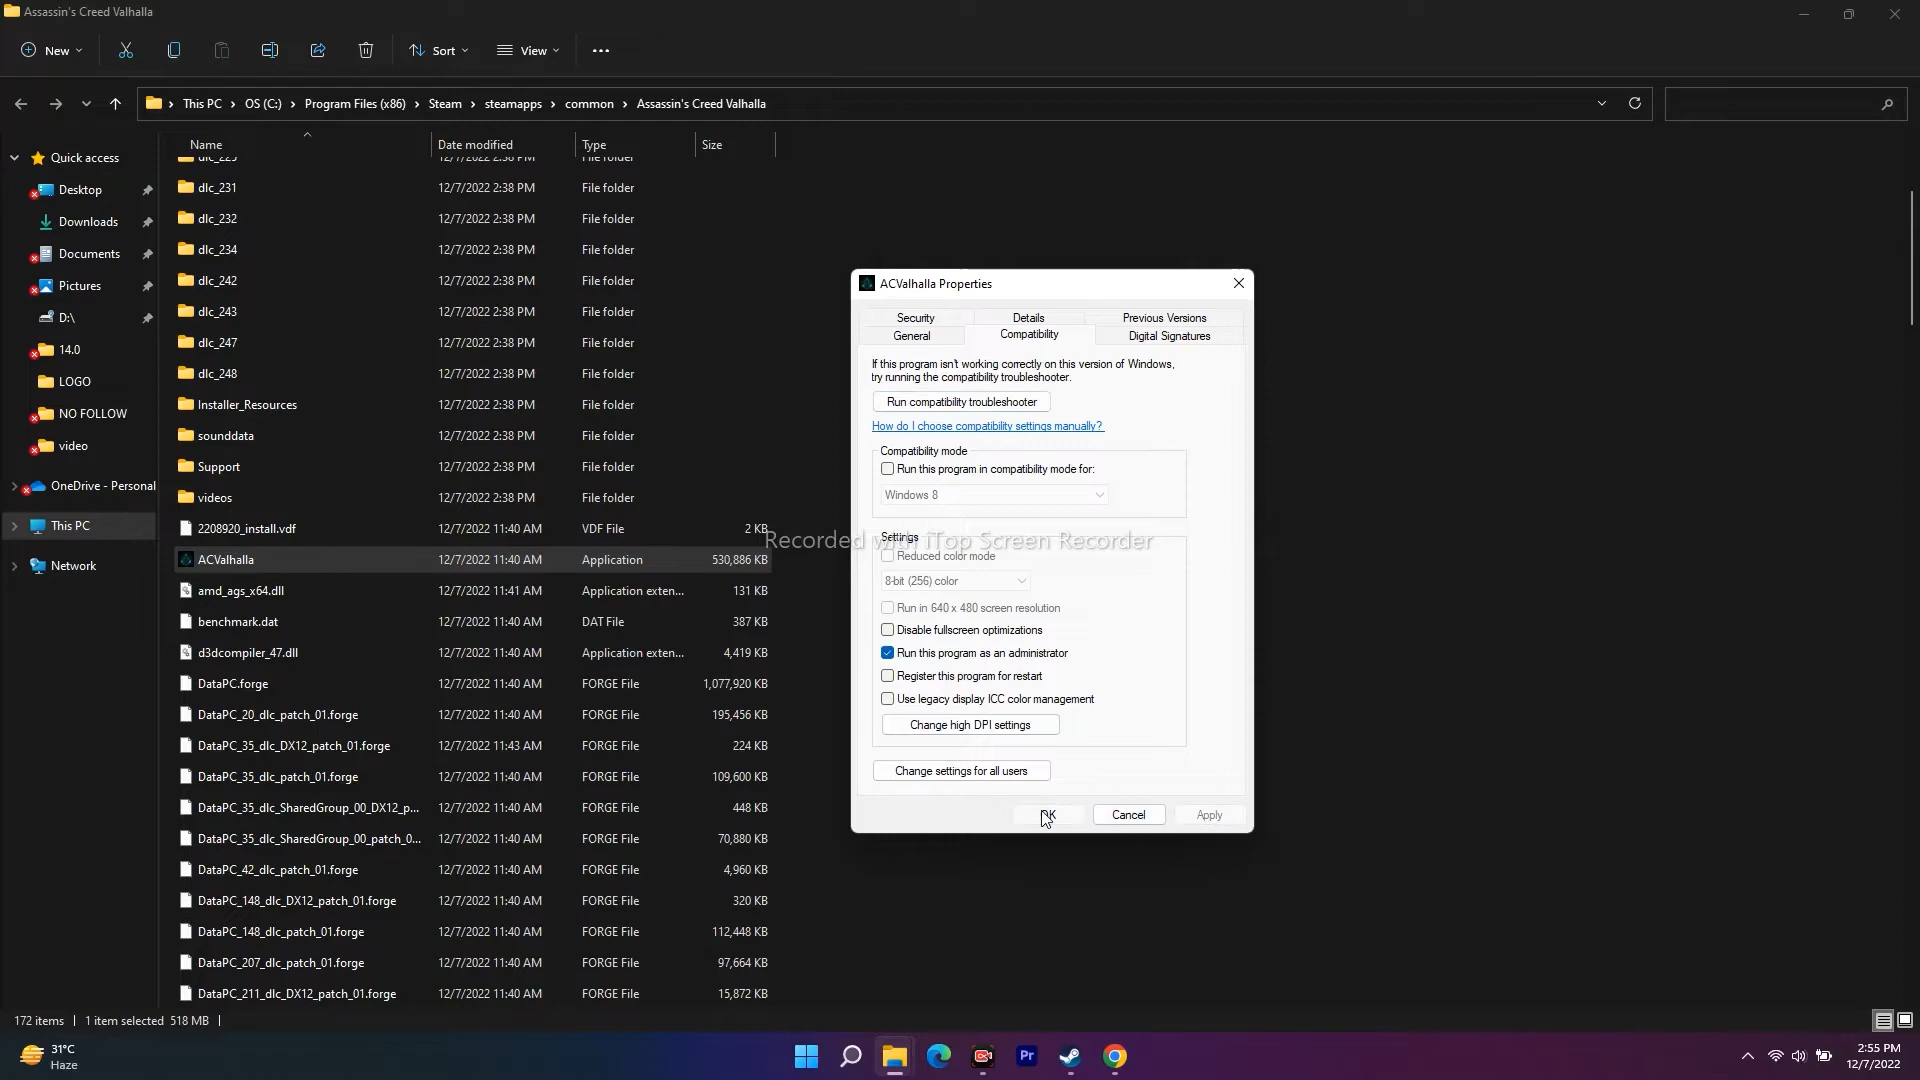 Assassin's Creed Valhalla
New
Sort
View
This PC
OS (C:)
Program Files (x86)
Steam
steamapps
common
Assassin's Creed Valhalla
Name
Date modified
Type
Size
dlc_225 12/7/2022 2:38 PM File folder
dlc_231 12/7/2022 2:38 PM File folder
dlc_232 12/7/2022 2:38 PM File folder
dlc_234 12/7/2022 2:38 PM File folder
dlc_242 12/7/2022 2:38 PM File folder
dlc_243 12/7/2022 2:38 PM File folder
dlc_247 12/7/2022 2:38 PM File folder
dlc_248 12/7/2022 2:38 PM File folder
Installer_Resources 12/7/2022 2:38 PM File folder
sounddata 12/7/2022 2:38 PM File folder
Support 12/7/2022 2:38 PM File folder
videos 12/7/2022 2:38 PM File folder
2208920_install.vdf 12/7/2022 11:40 AM VDF File 2 KB
ACValhalla 12/7/2022 11:40 AM Application 530,886 KB
amd_ags_x64.dll 12/7/2022 11:41 AM Application exten... 131 KB
benchmark.dat 12/7/2022 11:40 AM DAT File 387 KB
d3dcompiler_47.dll 12/7/2022 11:40 AM Application exten... 4,419 KB
DataPC.forge 12/7/2022 11:40 AM FORGE File 1,077,920 KB
DataPC_20_dlc_patch_01.forge 12/7/2022 11:40 AM FORGE File 195,456 KB
DataPC_35_dlc_DX12_patch_01.forge 12/7/2022 11:43 AM FORGE File 224 KB
DataPC_35_dlc_patch_01.forge 12/7/2022 11:40 AM FORGE File 109,600 KB
DataPC_35_dlc_SharedGroup_00_DX12_p... 12/7/2022 11:40 AM FORGE File 448 KB
DataPC_35_dlc_SharedGroup_00_patch_0... 12/7/2022 11:40 AM FORGE File 70,880 KB
DataPC_42_dlc_patch_01.forge 12/7/2022 11:40 AM FORGE File 4,960 KB
DataPC_148_dlc_DX12_patch_01.forge 12/7/2022 11:40 AM FORGE File 320 KB
DataPC_148_dlc_patch_01.forge 12/7/2022 11:40 AM FORGE File 112,448 KB
DataPC_207_dlc_patch_01.forge 12/7/2022 11:40 AM FORGE File 97,664 KB
DataPC_211_dlc_DX12_patch_01.forge 12/7/2022 11:40 AM FORGE File 15,872 KB
Quick access
Desktop
Downloads
Documents
Pictures
D:\
14.0
LOGO
NO FOLLOW
video
OneDrive - Personal
This PC
Network
ACValhalla Properties
Security
Details
Previous Versions
General
Compatibility
Digital Signatures
If this program isn't working correctly on this version of Windows,
try running the compatibility troubleshooter.
Run compatibility troubleshooter
How do I choose compatibility settings manually?
Compatibility mode
Run this program in compatibility mode for:
Windows 8
Settings
Recorded with iTop Screen Recorder
Reduced color mode
8-bit (256) color
Run in 640 x 480 screen resolution
Disable fullscreen optimizations
Run this program as an administrator
Register this program for restart
Use legacy display ICC color management
Change high DPI settings
Change settings for all users
OK
Cancel
Apply
172 items
1 item selected 518 MB
31°C
Haze
Pr
2:55 PM
12/7/2022